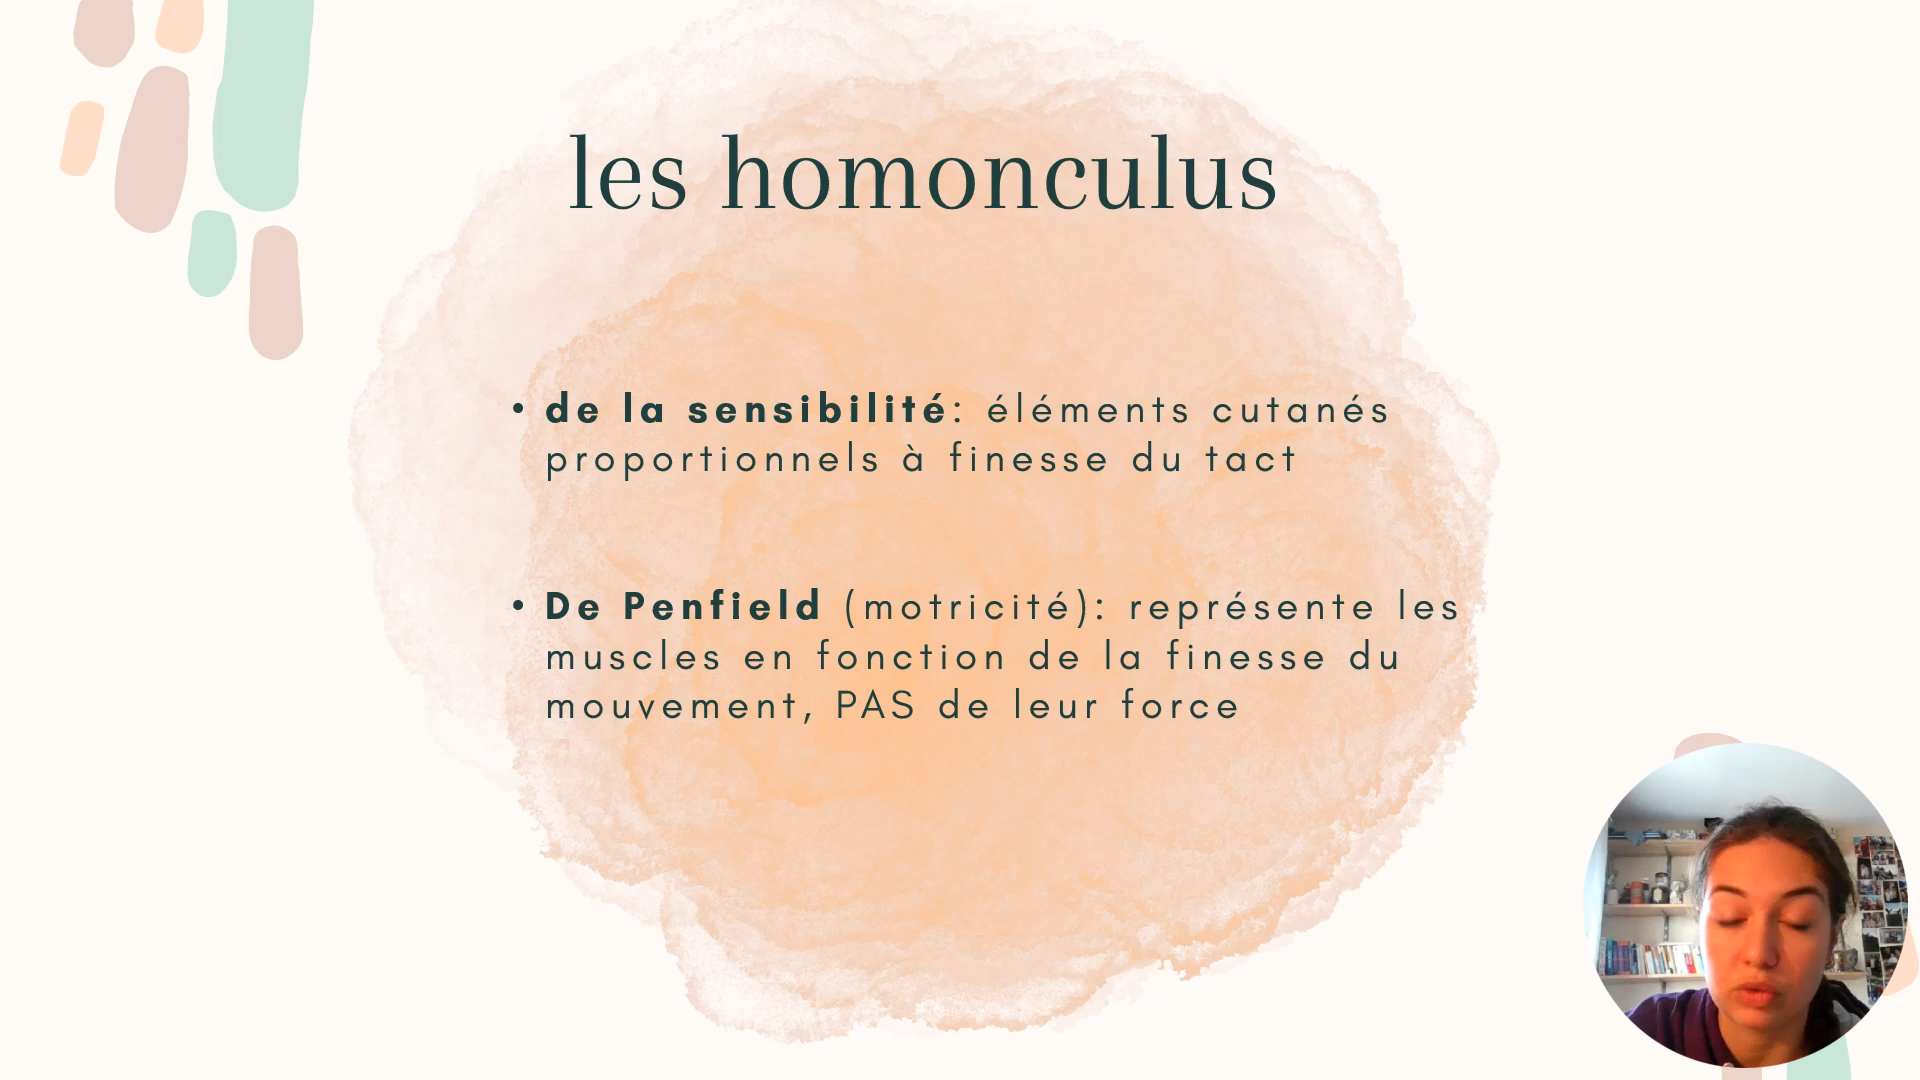 les homonculus
• de la sensibilité: éléments cutanés
proportionnels à finesse du tact
• De Penfield (motricité): représente les
muscles en fonction de la finesse du
mouvement, PAS de leur force